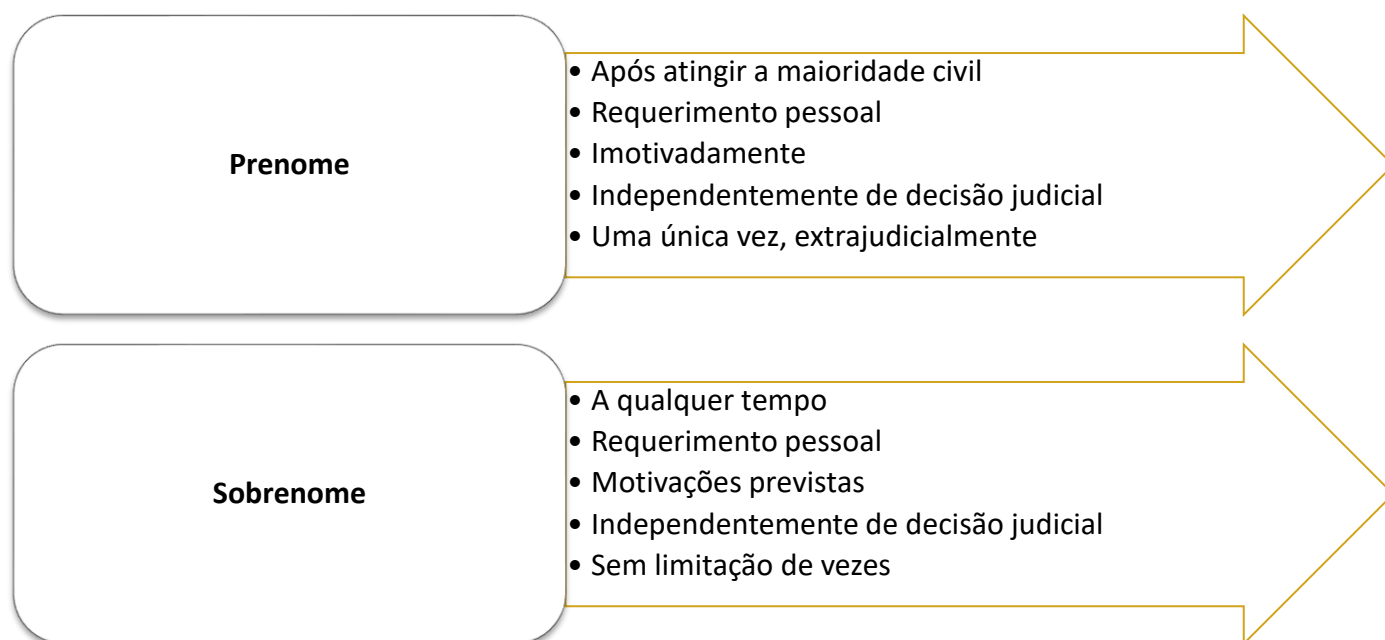 Prenome
• Após atingir a maioridade civil
• Requerimento pessoal
• Imotivadamente
• Independentemente de decisão judicial
• Uma única vez, extrajudicialmente
Sobrenome
• A qualquer tempo
• Requerimento pessoal
• Motivações previstas
• Independentemente de decisão judicial
• Sem limitação de vezes